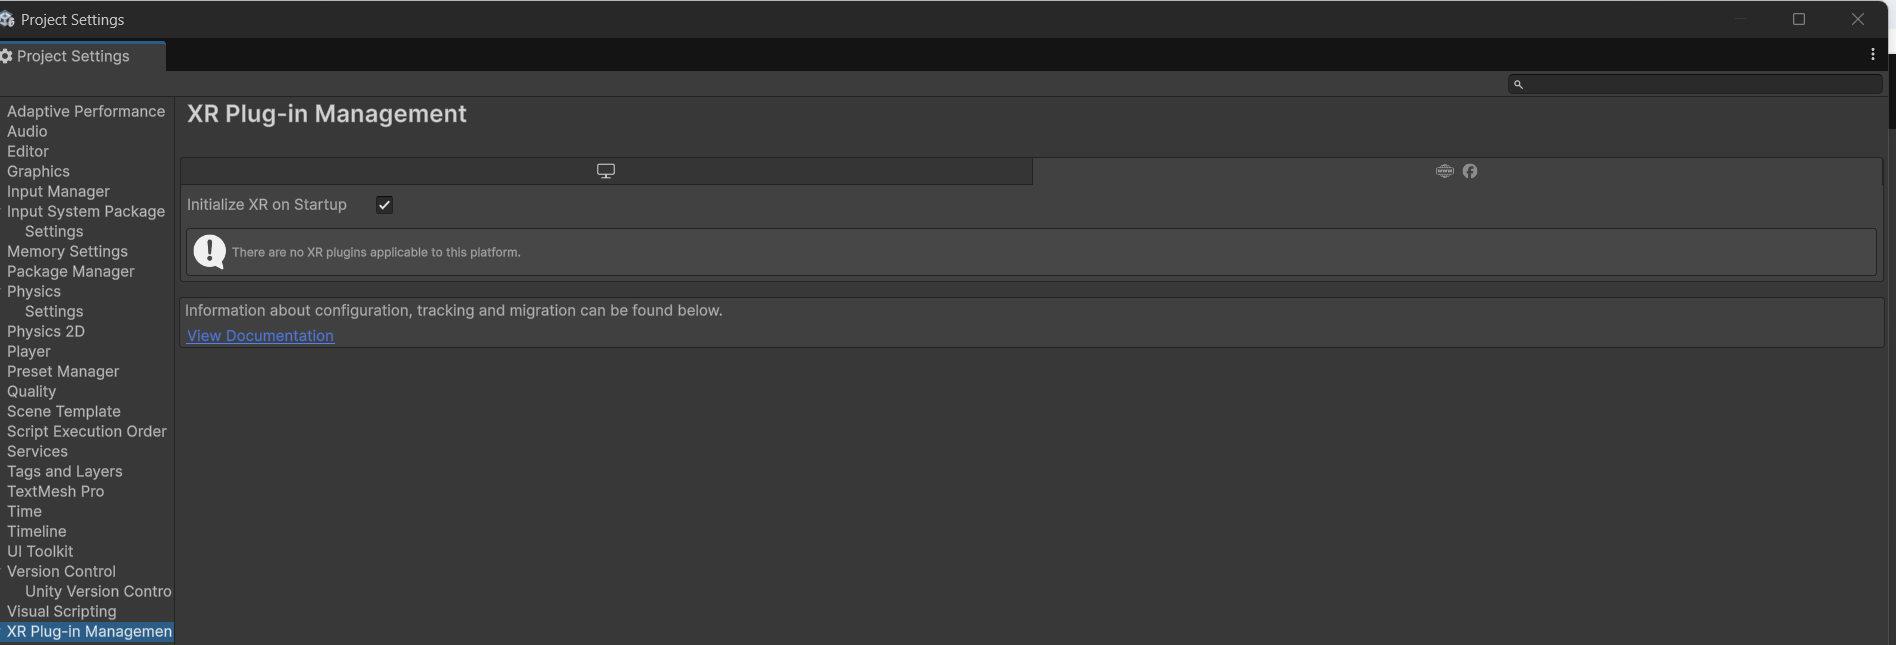 Project Settings
Project Settings
Adaptive Performance
Audio
Editor
Graphics
Input Manager
Input System Package
Settings
Memory Settings
Package Manager
Physics
Settings
Physics 2D
Player
Preset Manager
Quality
Scene Template
Script Execution Order
Services
Tags and Layers
TextMesh Pro
Time
Timeline
UI Toolkit
Version Control
Unity Version Contro
Visual Scripting
XR Plug-in Managemen
XR Plug-in Management
WWW
Initialize XR on Startup
There are no XR plugins applicable to this platform.
Information about configuration, tracking and migration can be found below.
View Documentation